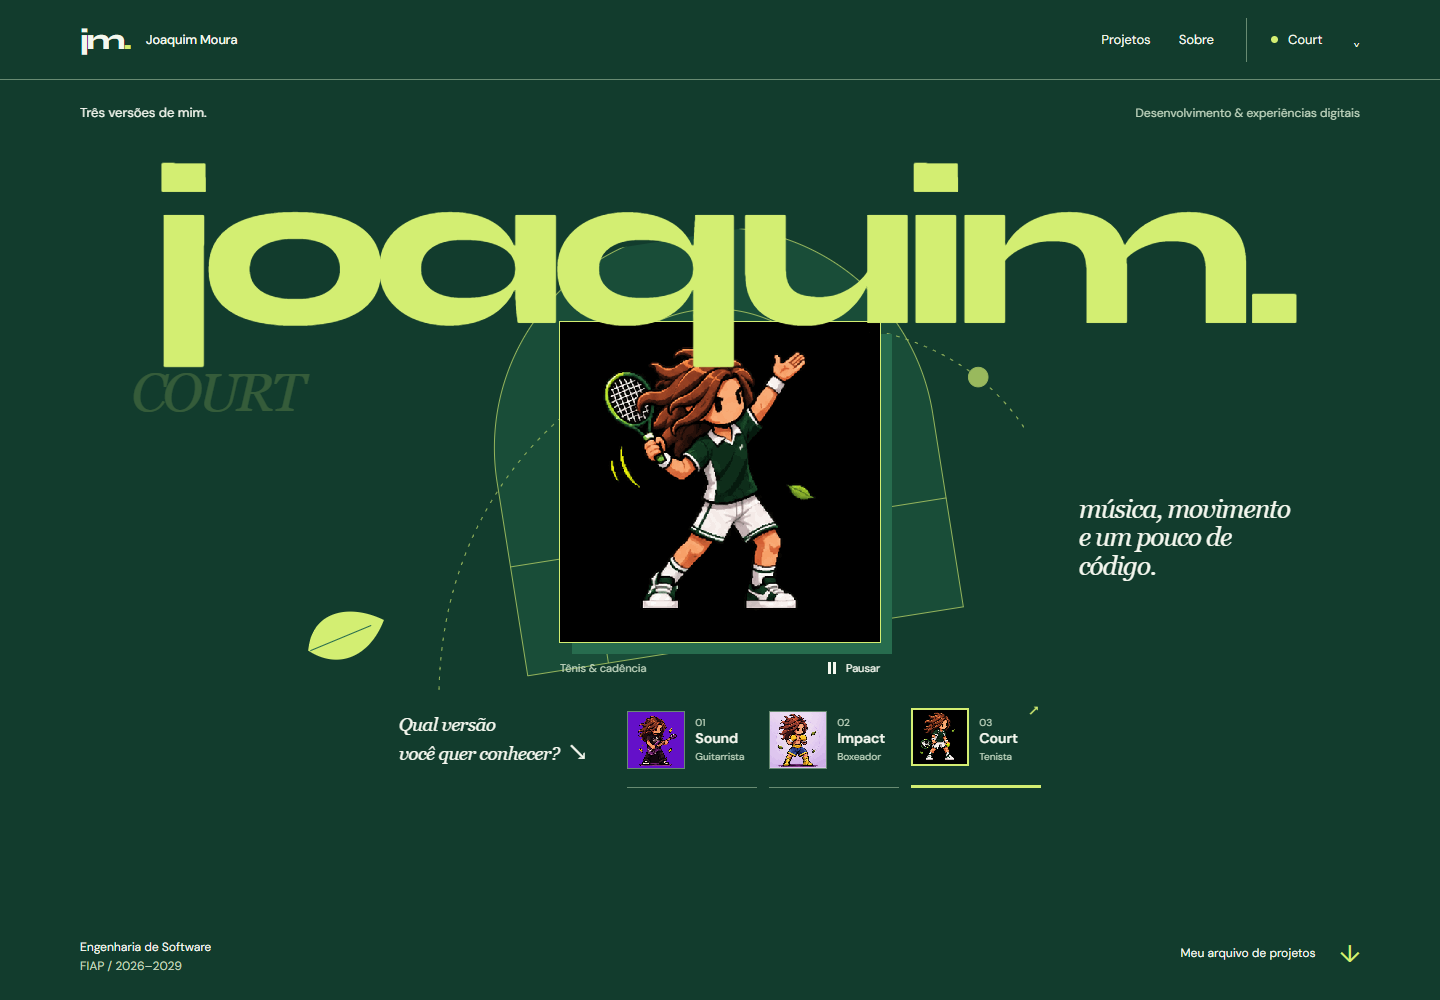 jm.
Joaquim Moura
Projetos
Sobre
Court
Três versões de mim.
Desenvolvimento & experiências digitais
joaquim.
COURT
música, movimento
e um pouco de
código.
Tênis & cadência
Pausar
Qual versão
você quer conhecer?
01
Sound
Guitarrista
02
Impact
Boxeador
03
Court
Tenista
Engenharia de Software
FIAP / 2026–2029
Meu arquivo de projetos